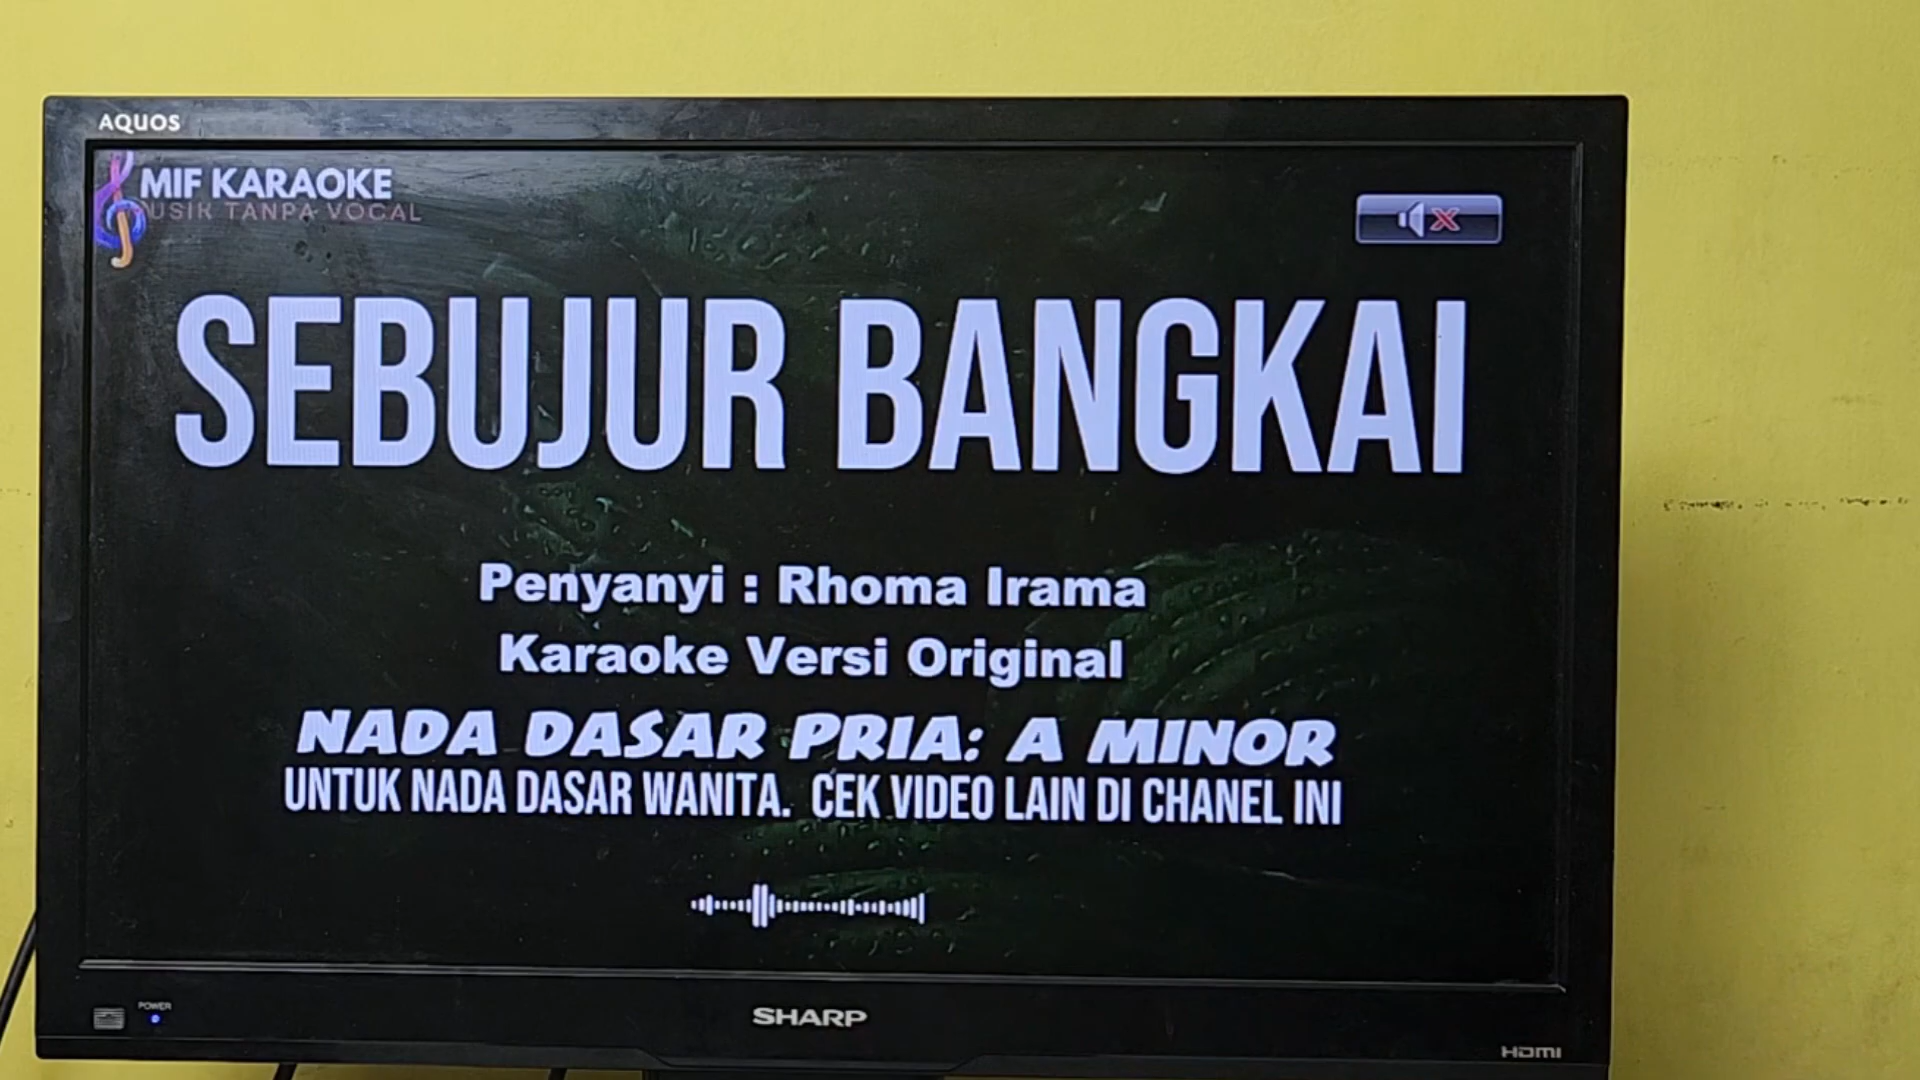 AQUOS
MIF KARAOKE
MUSIK TANPA VOCAL
SEBUJUR BANGKAI
Penyanyi : Rhoma Irama
Karaoke Versi Original
NADA DASAR PRIA: A MINOR
UNTUK NADA DASAR WANITA. CEK VIDEO LAIN DI CHANEL INI
POWER
SHARP
HDMI